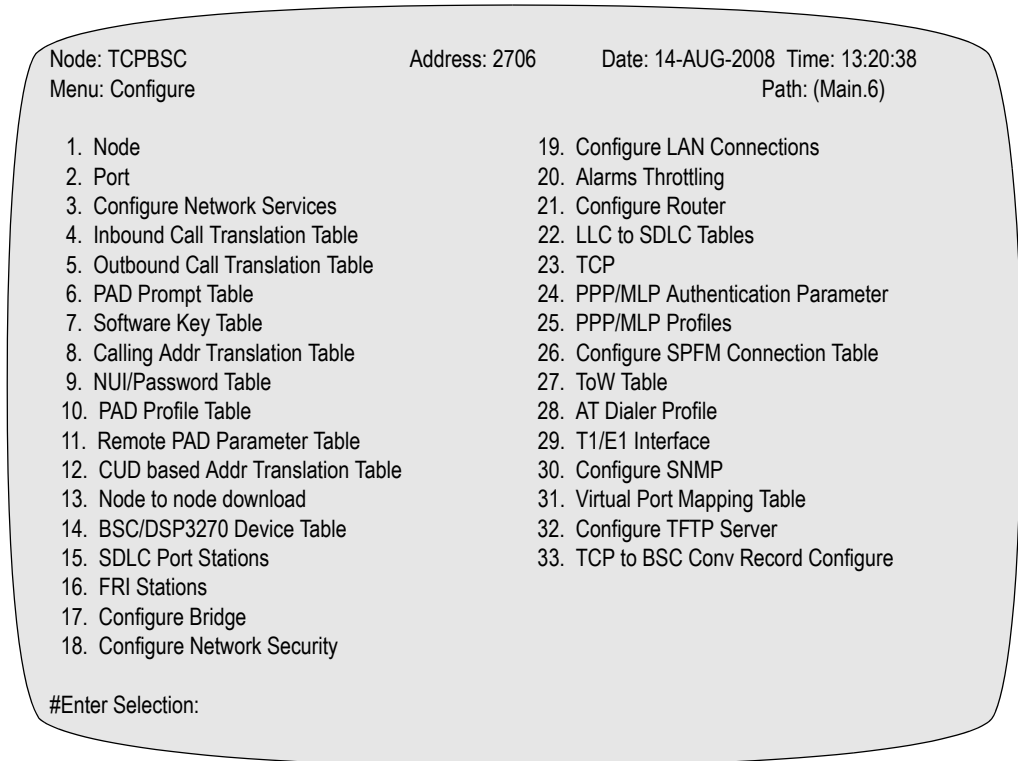 Node: TCPBSC Address: 2706 Date: 14-AUG-2008 Time: 13:20:38
Menu: Configure Path: (Main.6)
1. Node
2. Port
3. Configure Network Services
4. Inbound Call Translation Table
5. Outbound Call Translation Table
6. PAD Prompt Table
7. Software Key Table
8. Calling Addr Translation Table
9. NUI/Password Table
10. PAD Profile Table
11. Remote PAD Parameter Table
12. CUD based Addr Translation Table
13. Node to node download
14. BSC/DSP3270 Device Table
15. SDLC Port Stations
16. FRI Stations
17. Configure Bridge
18. Configure Network Security
19. Configure LAN Connections
20. Alarms Throttling
21. Configure Router
22. LLC to SDLC Tables
23. TCP
24. PPP/MLP Authentication Parameter
25. PPP/MLP Profiles
26. Configure SPFM Connection Table
27. ToW Table
28. AT Dialer Profile
29. T1/E1 Interface
30. Configure SNMP
31. Virtual Port Mapping Table
32. Configure TFTP Server
33. TCP to BSC Conv Record Configure
#Enter Selection: